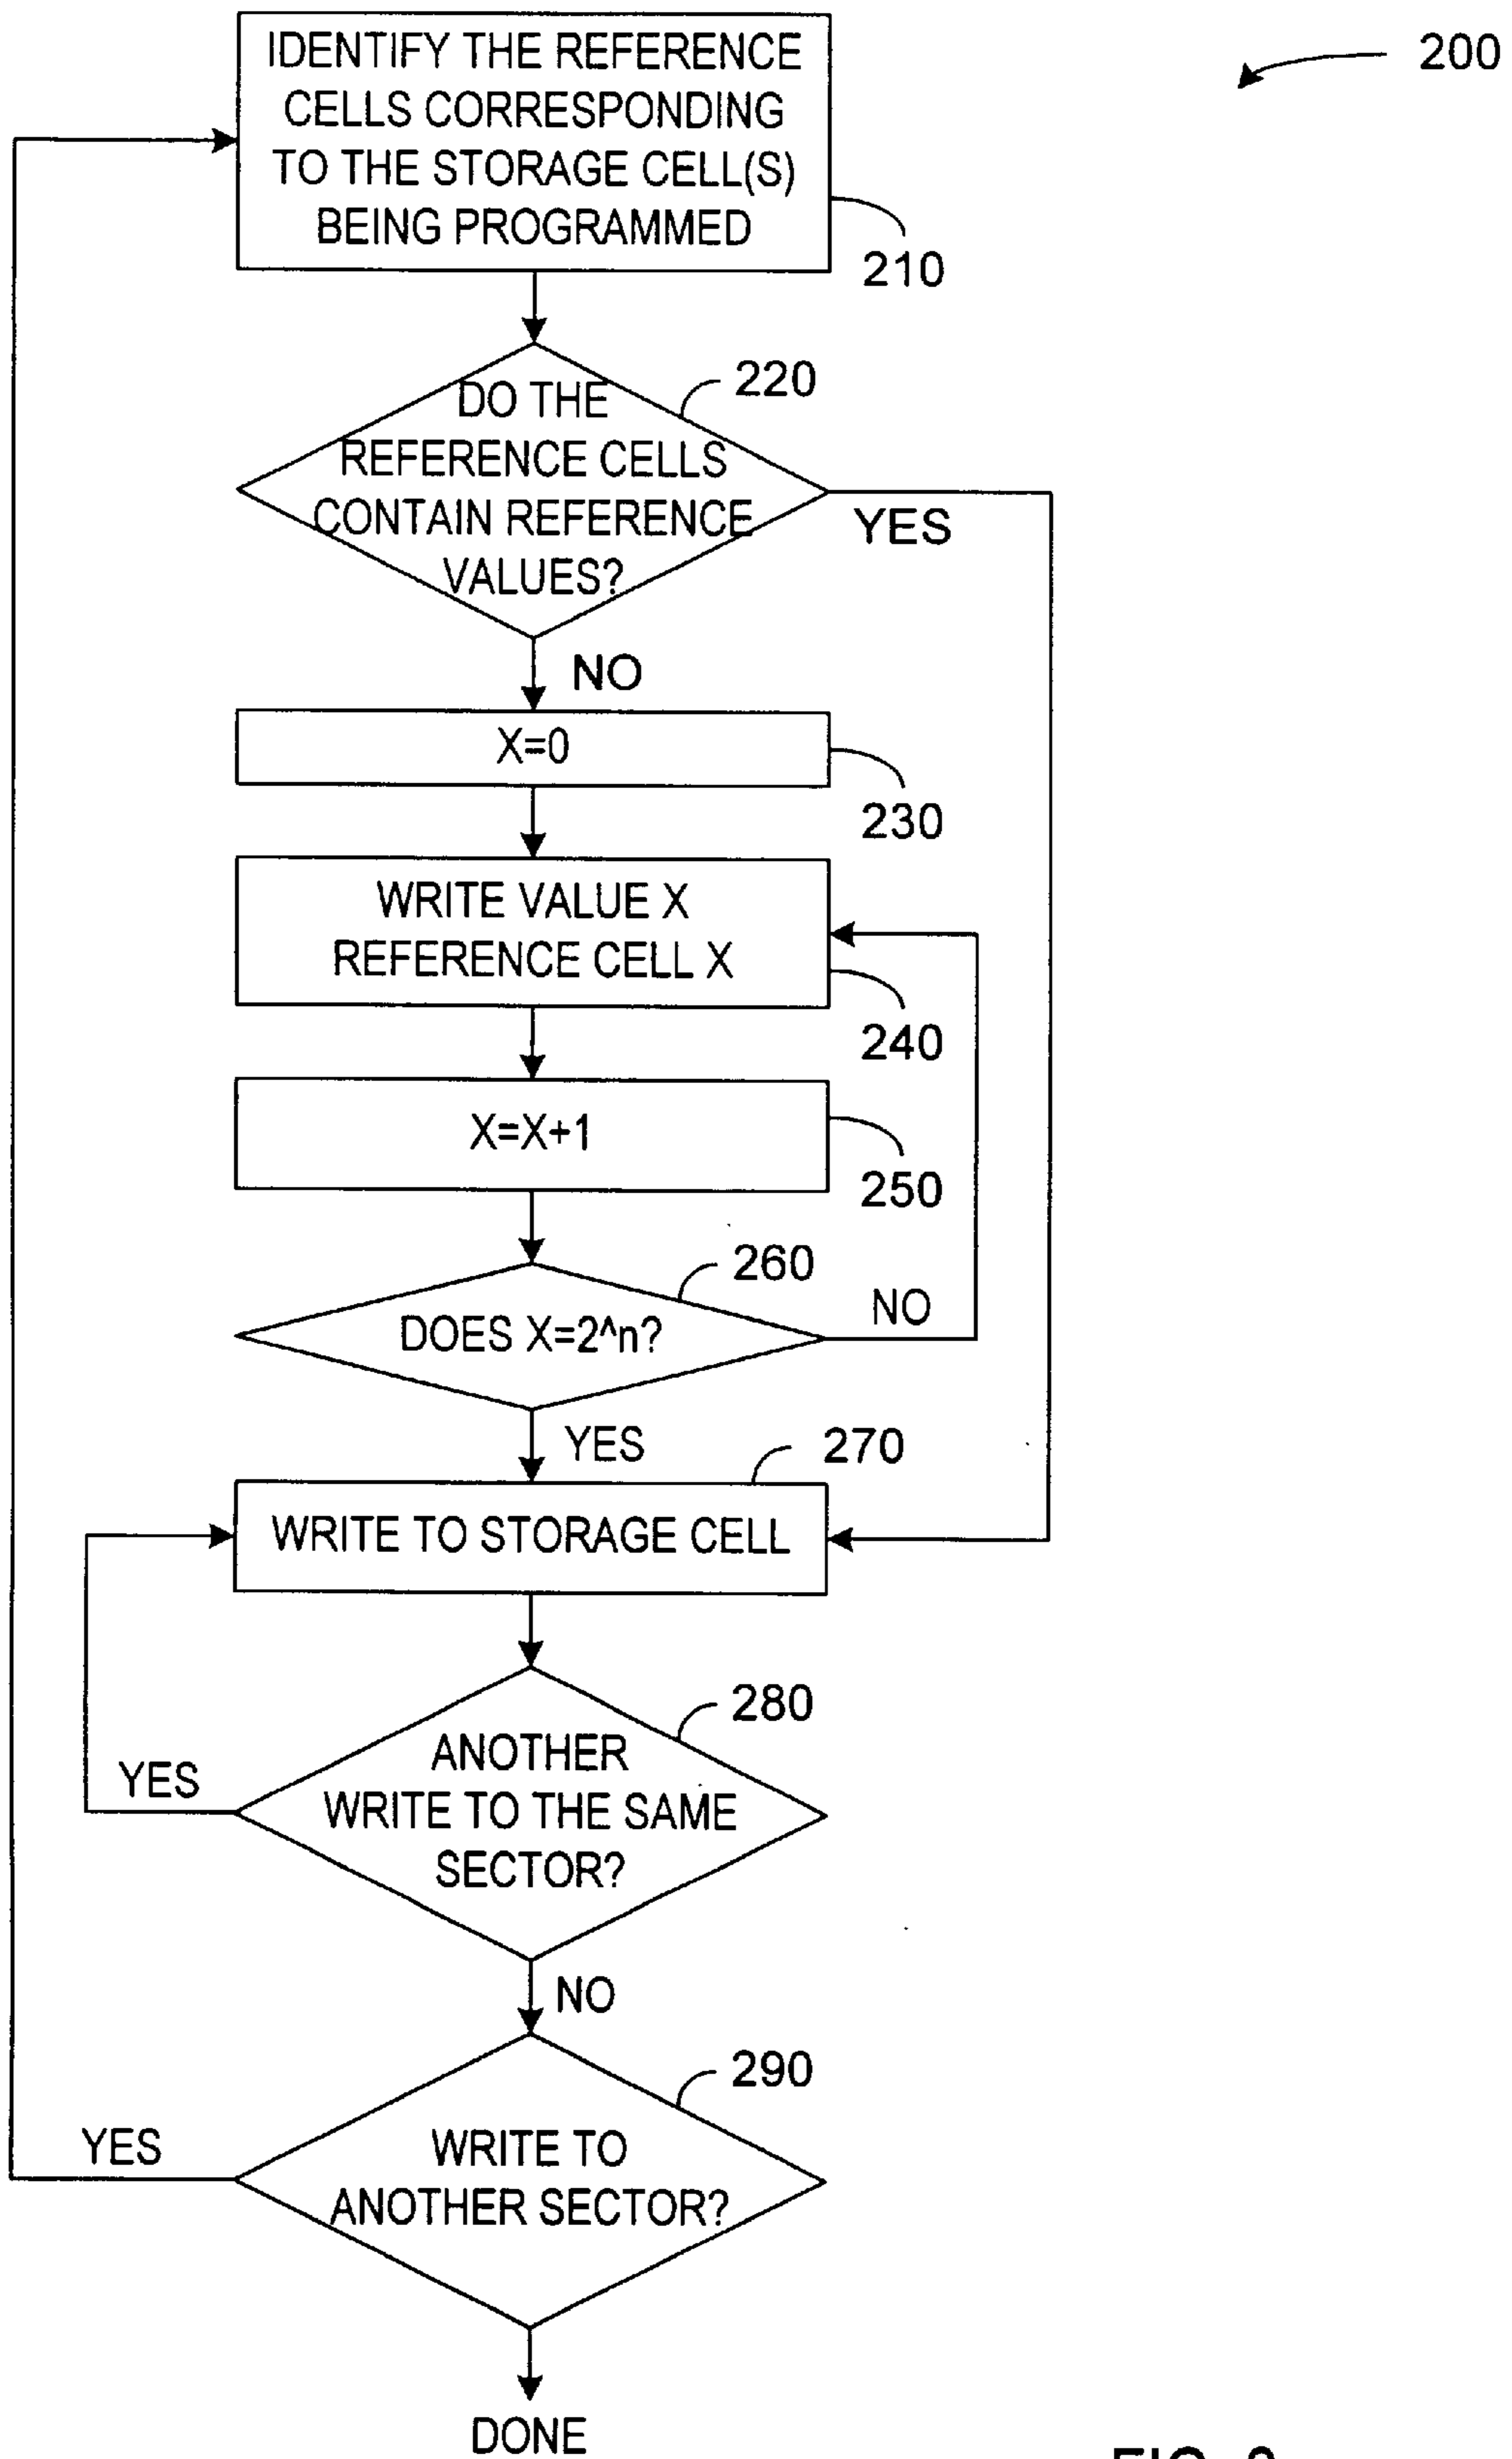 200
IDENTIFY THE REFERENCE
CELLS CORRESPONDING
TO THE STORAGE CELL(S)
BEING PROGRAMMED
210
220
DO THE
REFERENCE CELLS
CONTAIN REFERENCE
VALUES?
YES
NO
X=0
230
WRITE VALUE X
REFERENCE CELL X
240
X=X+1
250
260
DOES X=2^n?
NO
YES
270
WRITE TO STORAGE CELL
280
ANOTHER
WRITE TO THE SAME
SECTOR?
YES
NO
290
WRITE TO
ANOTHER SECTOR?
YES
DONE